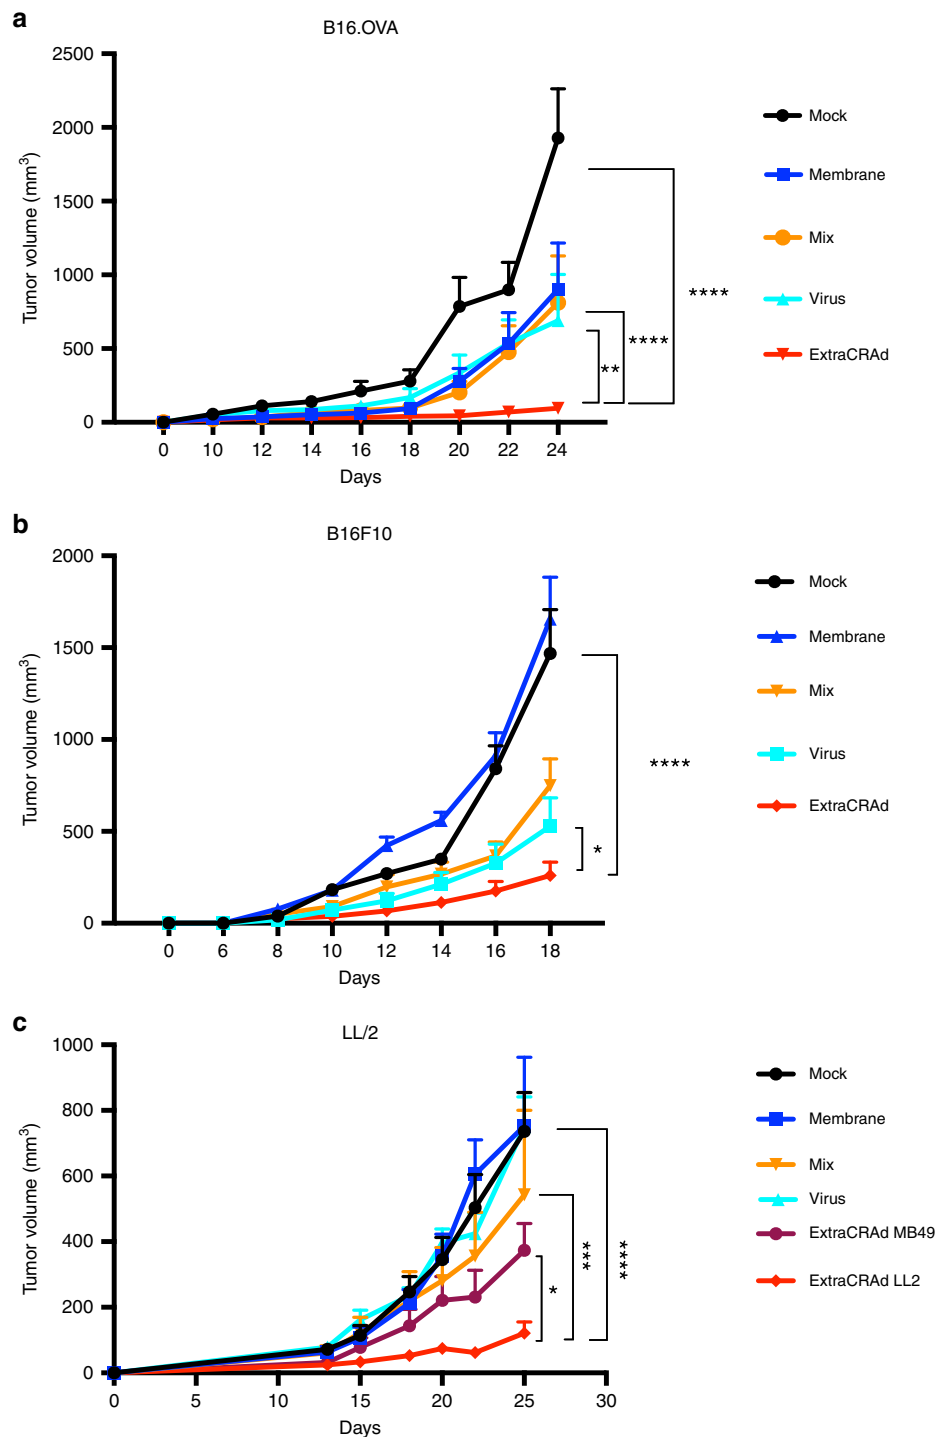 a
B16.OVA
2500
2000
1500
1000
500
0
Tumor volume (mm³)
0 10 12 14 16 18 20 22 24
Days
Mock
Membrane
Mix
Virus
ExtraCRAd
****
****
**
b
B16F10
2000
1500
1000
500
0
Tumor volume (mm³)
0 6 8 10 12 14 16 18
Days
Mock
Membrane
Mix
Virus
ExtraCRAd
****
*
c
LL/2
1000
800
600
400
200
0
Tumor volume (mm³)
0 5 10 15 20 25 30
Days
Mock
Membrane
Mix
Virus
ExtraCRAd MB49
ExtraCRAd LL2
*
***
****